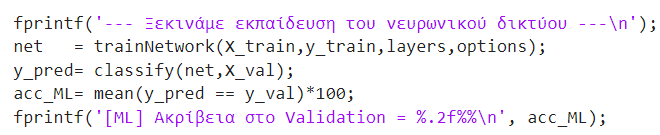 fprintf('--- Ξεκινάμε εκπαίδευση του νευρωνικού δικτύου ---\n');
net   = trainNetwork(X_train,y_train,layers,options);
y_pred= classify(net,X_val);
acc_ML= mean(y_pred == y_val)*100;
fprintf('[ML] Ακρίβεια στο Validation = %.2f%%\n', acc_ML);